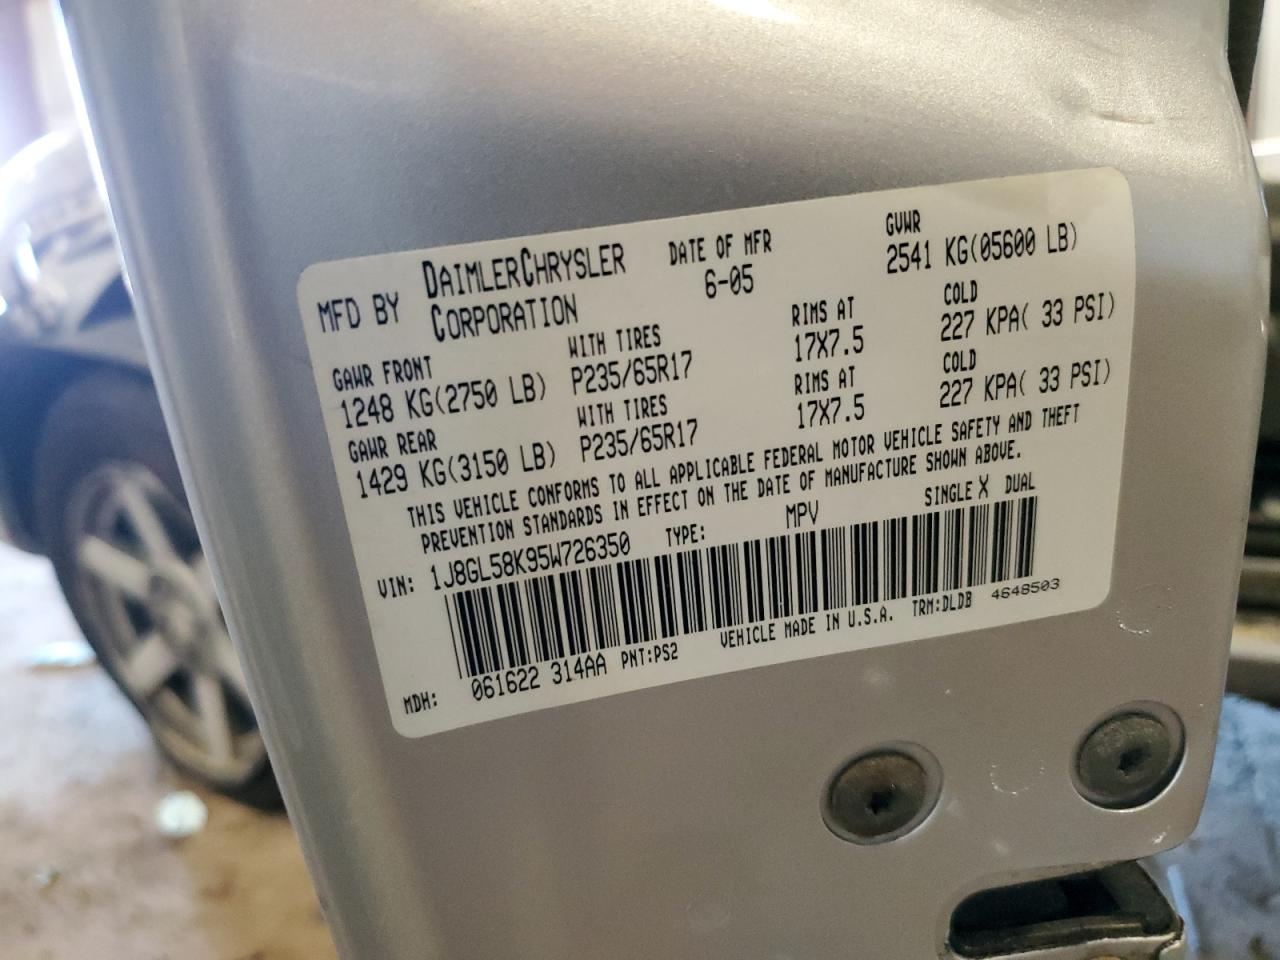 MFD BY DAIMLERCHRYSLER CORPORATION
DATE OF MFR 6-05
GVWR 2541 KG(05600 LB)
GAWR FRONT WITH TIRES RIMS AT COLD
1248 KG(2750 LB) P235/65R17 17X7.5 227 KPA( 33 PSI)
GAWR REAR WITH TIRES RIMS AT COLD
1429 KG(3150 LB) P235/65R17 17X7.5 227 KPA( 33 PSI)
THIS VEHICLE CONFORMS TO ALL APPLICABLE FEDERAL MOTOR VEHICLE SAFETY AND THEFT
PREVENTION STANDARDS IN EFFECT ON THE DATE OF MANUFACTURE SHOWN ABOVE.
VIN: 1J8GL58K95W726350 TYPE: MPV SINGLE X DUAL
MDH: 061622 314AA PNT:PS2 VEHICLE MADE IN U.S.A. TRM:DLDB 4648503